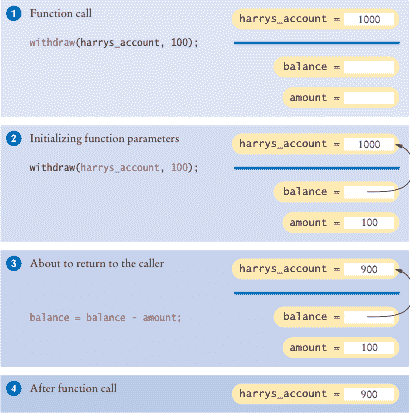 1 Function call
harrys_account = 1000
withdraw(harrys_account, 100);
balance =
amount =
2 Initializing function parameters
harrys_account = 1000
withdraw(harrys_account, 100);
balance =
amount = 100
3 About to return to the caller
harrys_account = 900
balance = balance - amount;
balance =
amount = 100
4 After function call
harrys_account = 900